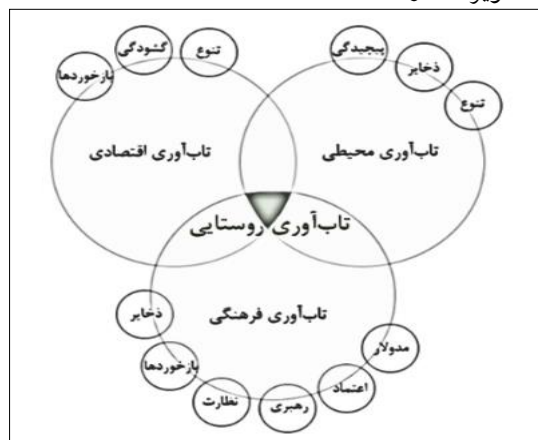 پیچیدگی
ذخایر
تنوع
تنوع
گشودگی
بازخوردها
تاب‌آوری محیطی
تاب‌آوری اقتصادی
تاب‌آوری روستایی
تاب‌آوری فرهنگی
ذخایر
بازخوردها
نظارت
رهبری
اعتماد
مدولار